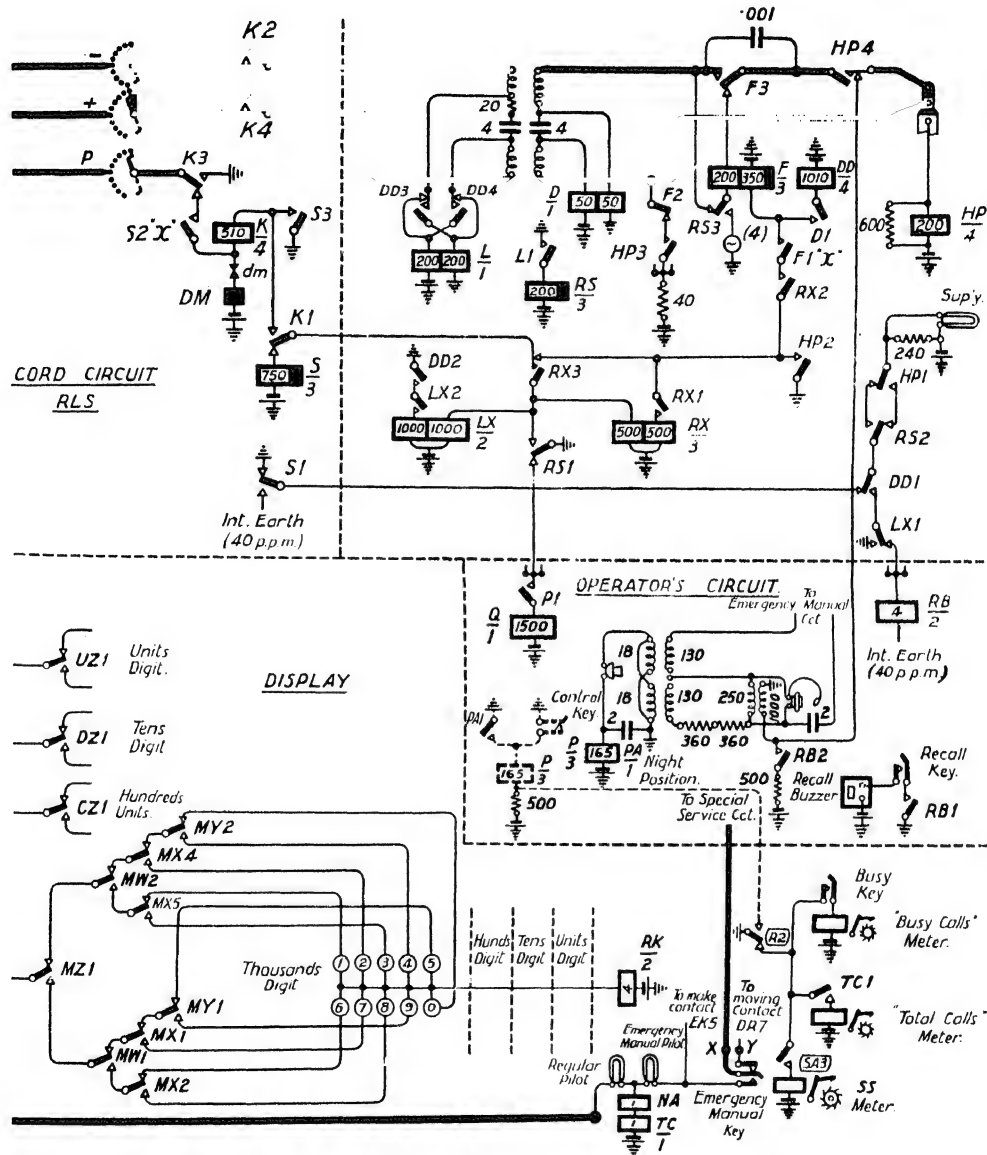 K2
-
+
K4
P
K3
S2"X"
310
K/4
S3
dm
DM
K1
750
S/3
CORD CIRCUIT
RLS
S1
Int. Earth
(40 p.p.m.)
·001
HP4
F3
20
4
4
DD3
DD4
D/1
50
50
F2
200
350
F/3
1010
DD/4
RS3
(4)
D1
600
200
HP/4
L1
HP3
F1"X"
200
200
L/1
200
RS/3
40
RX2
Sup'y.
240
HP2
HP1
DD2
RX3
LX2
RX1
1000
1000
LX/2
500
500
RX/3
RS2
RS1
DD1
LX1
OPERATOR'S CIRCUIT.
To
Emergency Manual
Cct.
RB/2
4
Int. Earth
(40 p.p.m.)
P1
Q/1
1500
18
130
18
130
250
2
2
360
360
Control
Key.
PA1
P/3
165
P/3
165
PA/1
Night
Position.
500
RB2
500
Recall
Buzzer
Recall
Key.
RB1
To Special
Service Cct.
DISPLAY
UZ1
Units
Digit.
DZ1
Tens
Digit
CZ1
Hundreds
Units.
MY2
MX4
MW2
MX5
MZ1
MY1
MX1
MW1
MX2
Thousands
Digit
1 2 3 4 5
6 7 8 9 0
Hunds
Digit
Tens
Digit
Units
Digit
RK/2
4
To make
contact
EK5
To
moving
Contact
DR7
X
Y
Regular
Pilot
Emergency
Manual Pilot
1
NA
1
TC/1
Emergency
Manual
Key
R2
Busy
Key
"Busy Calls"
Meter.
TC1
"Total Calls"
Meter.
SA3
SS
Meter.